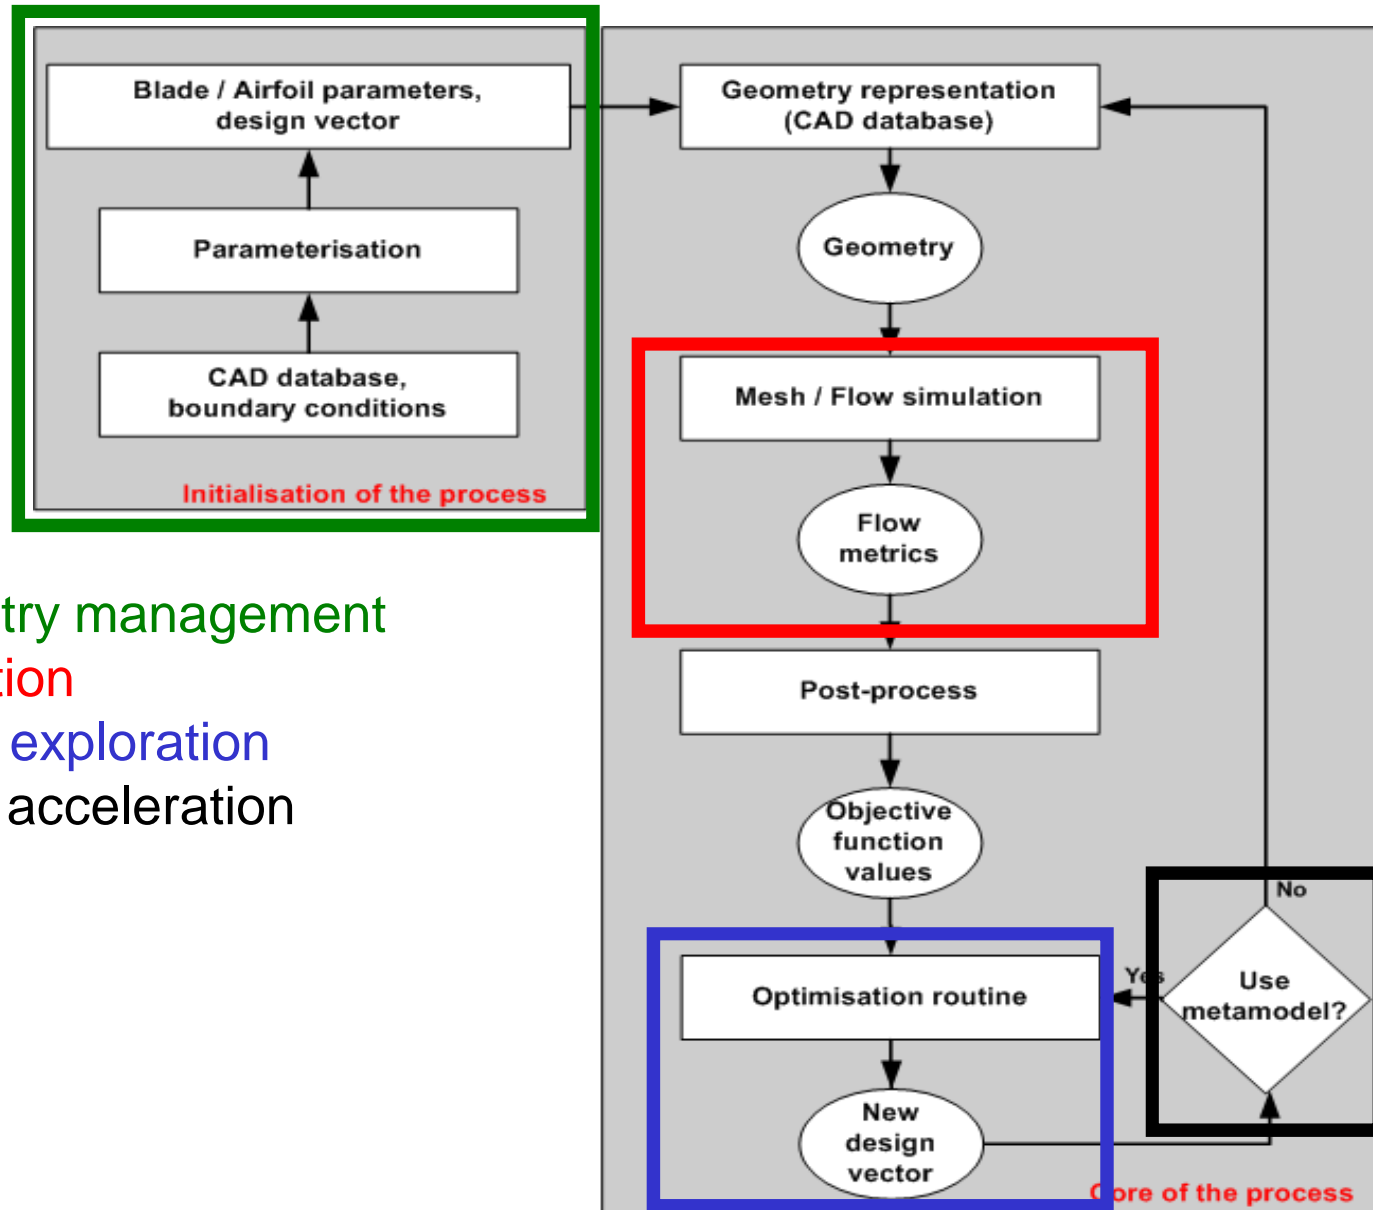 Blade / Airfoil parameters,
design vector
Parameterisation
CAD database,
boundary conditions
Initialisation of the process
try management
tion
exploration
acceleration
Geometry representation
(CAD database)
Geometry
Mesh / Flow simulation
Flow
metrics
Post-process
Objective
function
values
Optimisation routine
New
design
vector
No
Yes
Use
metamodel?
Core of the process